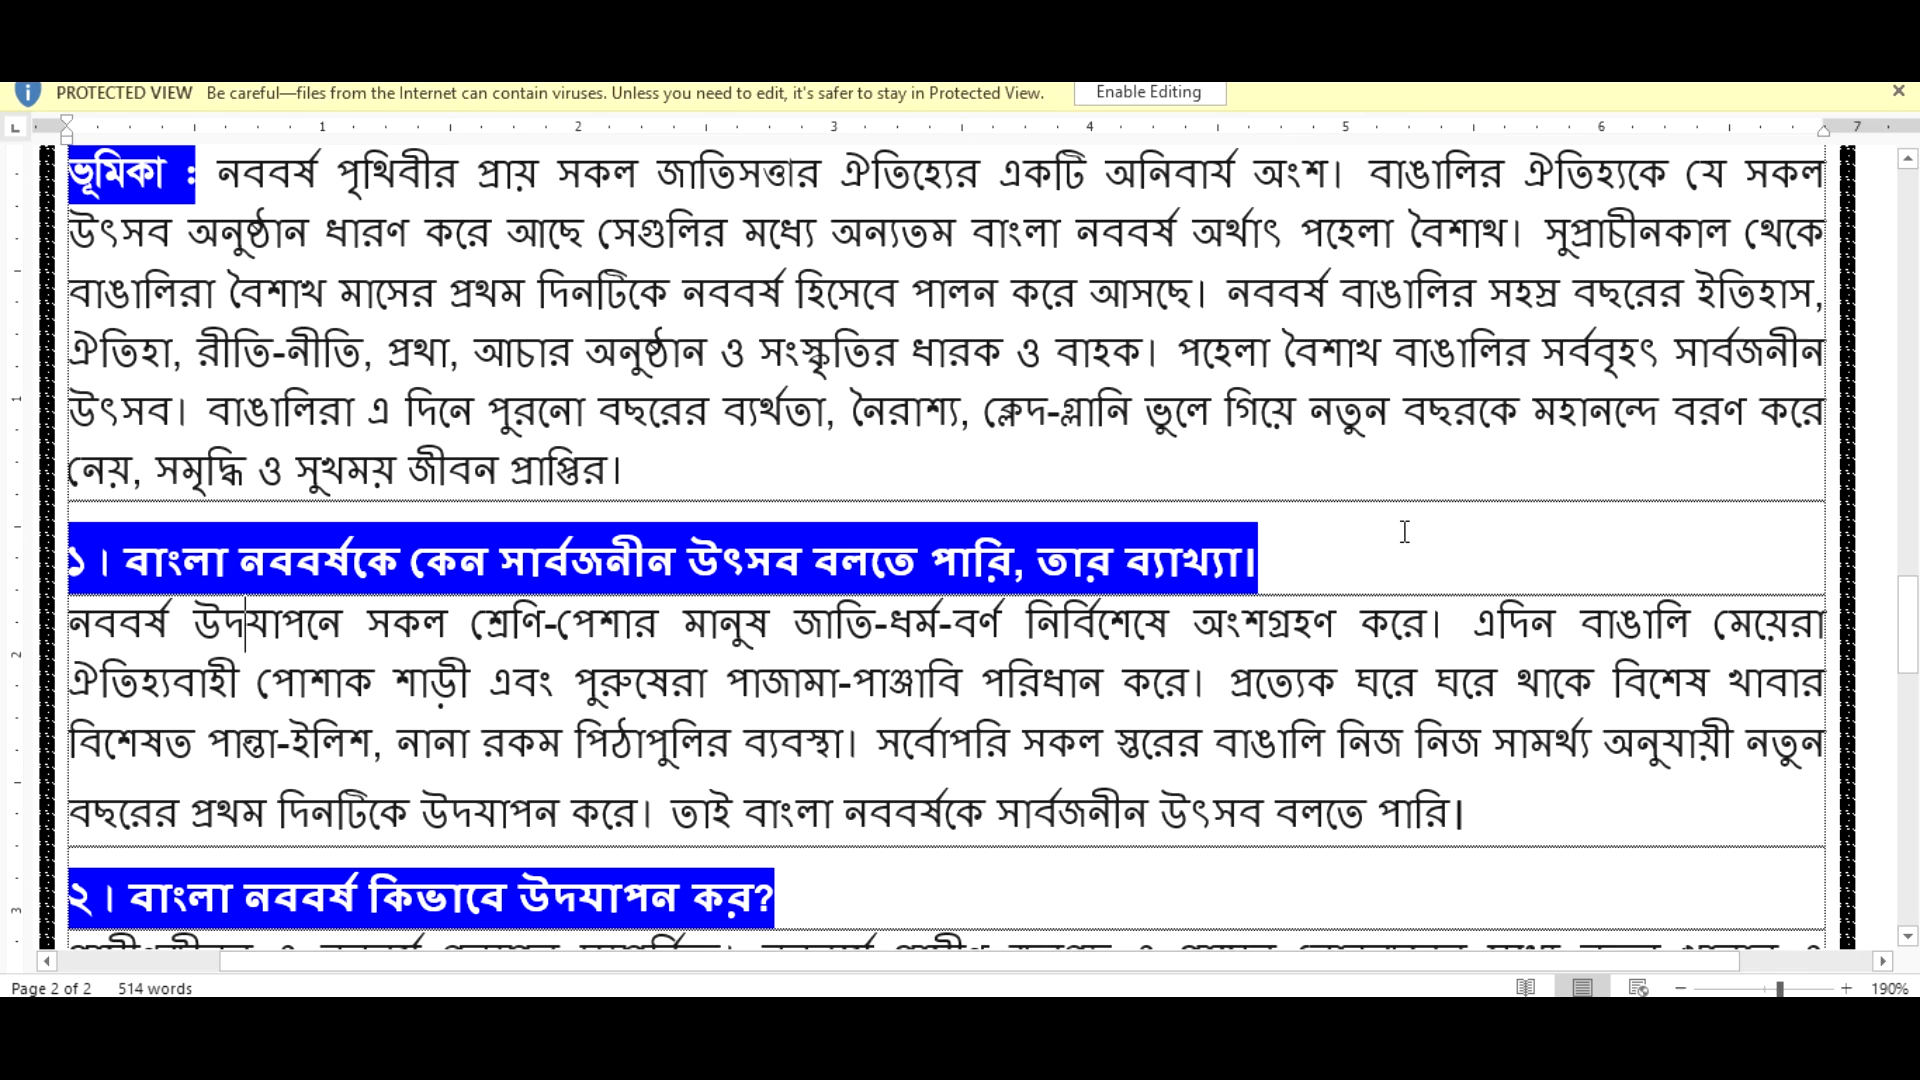 PROTECTED VIEW Be careful—files from the Internet can contain viruses. Unless you need to edit, it's safer to stay in Protected View. Enable Editing
1 2 3 4 5 6 7
ভূমিকা : নববর্ষ পৃথিবীর প্রায় সকল জাতিসত্তার ঐতিহ্যের একটি অনিবার্য অংশ। বাঙালির ঐতিহ্যকে যে সকল
উৎসব অনুষ্ঠান ধারণ করে আছে সেগুলির মধ্যে অন্যতম বাংলা নববর্ষ অর্থাৎ পহেলা বৈশাখ। সুপ্রাচীনকাল থেকে
বাঙালিরা বৈশাখ মাসের প্রথম দিনটিকে নববর্ষ হিসেবে পালন করে আসছে। নববর্ষ বাঙালির সহস্র বছরের ইতিহাস,
ঐতিহা, রীতি-নীতি, প্রথা, আচার অনুষ্ঠান ও সংস্কৃতির ধারক ও বাহক। পহেলা বৈশাখ বাঙালির সর্ববৃহৎ সার্বজনীন
উৎসব। বাঙালিরা এ দিনে পুরনো বছরের ব্যর্থতা, নৈরাশ্য, ক্লেদ-গ্লানি ভুলে গিয়ে নতুন বছরকে মহানন্দে বরণ করে
নেয়, সমৃদ্ধি ও সুখময় জীবন প্রাপ্তির।
১। বাংলা নববর্ষকে কেন সার্বজনীন উৎসব বলতে পারি, তার ব্যাখ্যা।
নববর্ষ উদযাপনে সকল শ্রেণি-পেশার মানুষ জাতি-ধর্ম-বর্ণ নির্বিশেষে অংশগ্রহণ করে। এদিন বাঙালি মেয়েরা
ঐতিহ্যবাহী পোশাক শাড়ী এবং পুরুষেরা পাজামা-পাঞ্জাবি পরিধান করে। প্রত্যেক ঘরে ঘরে থাকে বিশেষ খাবার
বিশেষত পান্তা-ইলিশ, নানা রকম পিঠাপুলির ব্যবস্থা। সর্বোপরি সকল স্তরের বাঙালি নিজ নিজ সামর্থ্য অনুযায়ী নতুন
বছরের প্রথম দিনটিকে উদযাপন করে। তাই বাংলা নববর্ষকে সার্বজনীন উৎসব বলতে পারি।
২। বাংলা নববর্ষ কিভাবে উদযাপন কর?
Page 2 of 2 514 words 190%